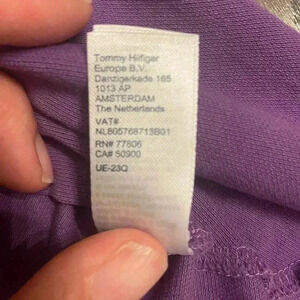 Tommy Hilfiger
Europe B.V.
Danzigerkade 165
1013 AP
AMSTERDAM
The Netherlands
VAT#
NL805768713B01
RN# 77806
CA# 50900
UE-23Q